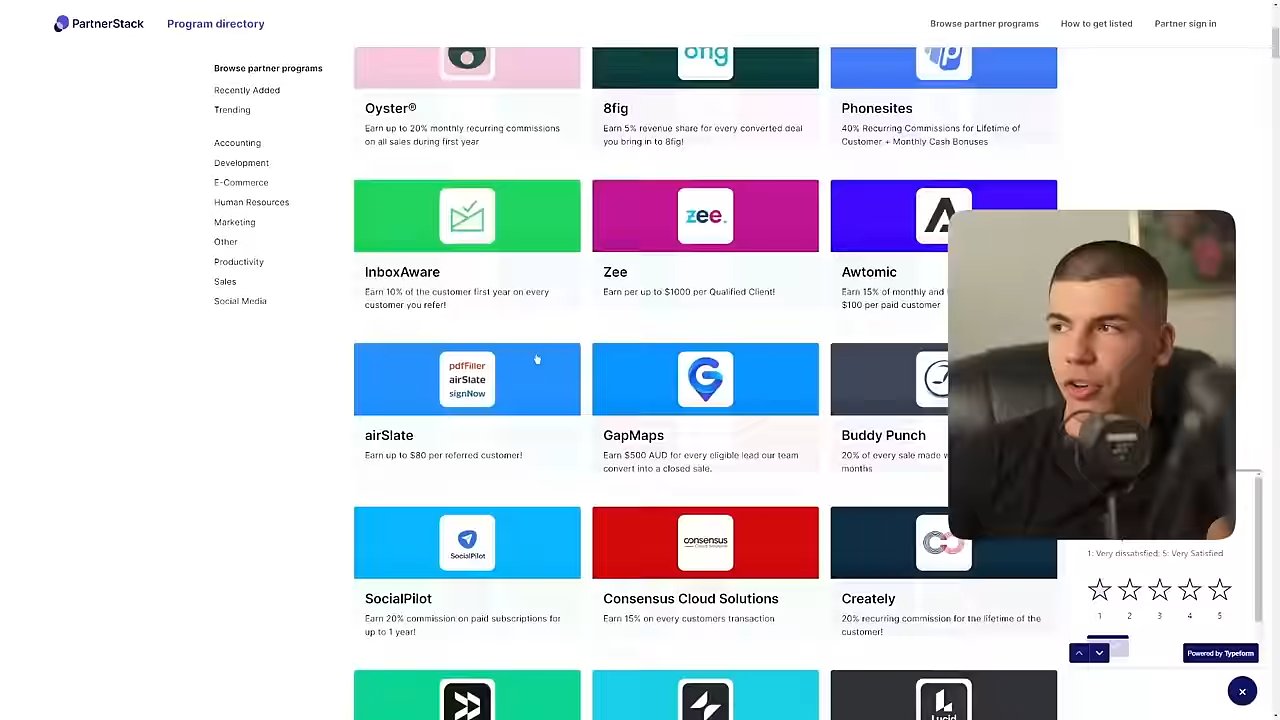 PartnerStack
Program directory
Browse partner programs
How to get listed
Partner sign in
Browse partner programs
Recently Added
Trending
Accounting
Development
E-Commerce
Human Resources
Marketing
Other
Productivity
Sales
Social Media
Oyster®
Earn up to 20% monthly recurring commissions
on all sales during first year
8fig
Earn 5% revenue share for every converted deal
you bring in to 8fig!
Phonesites
40% Recurring Commissions for Lifetime of
Customer + Monthly Cash Bonuses
InboxAware
Earn 10% of the customer first year on every
customer you refer!
zee.
Zee
Earn per up to $1000 per Qualified Client!
Awtomic
Earn 15% of monthly and
$100 per paid customer
pdfFiller
airSlate
signNow
airSlate
Earn up to $80 per referred customer!
GapMaps
Earn $500 AUD for every eligible lead our team
convert into a closed sale.
Buddy Punch
20% of every sale made
months
SocialPilot
SocialPilot
Earn 20% commission on paid subscriptions for
up to 1 year!
consensus
Consensus Cloud Solutions
Earn 15% on every customers transaction
Creately
20% recurring commission for the lifetime of the
customer!
Lucid
1: Very dissatisfied; 5: Very Satisfied
1 2 3 4 5
Powered by Typeform